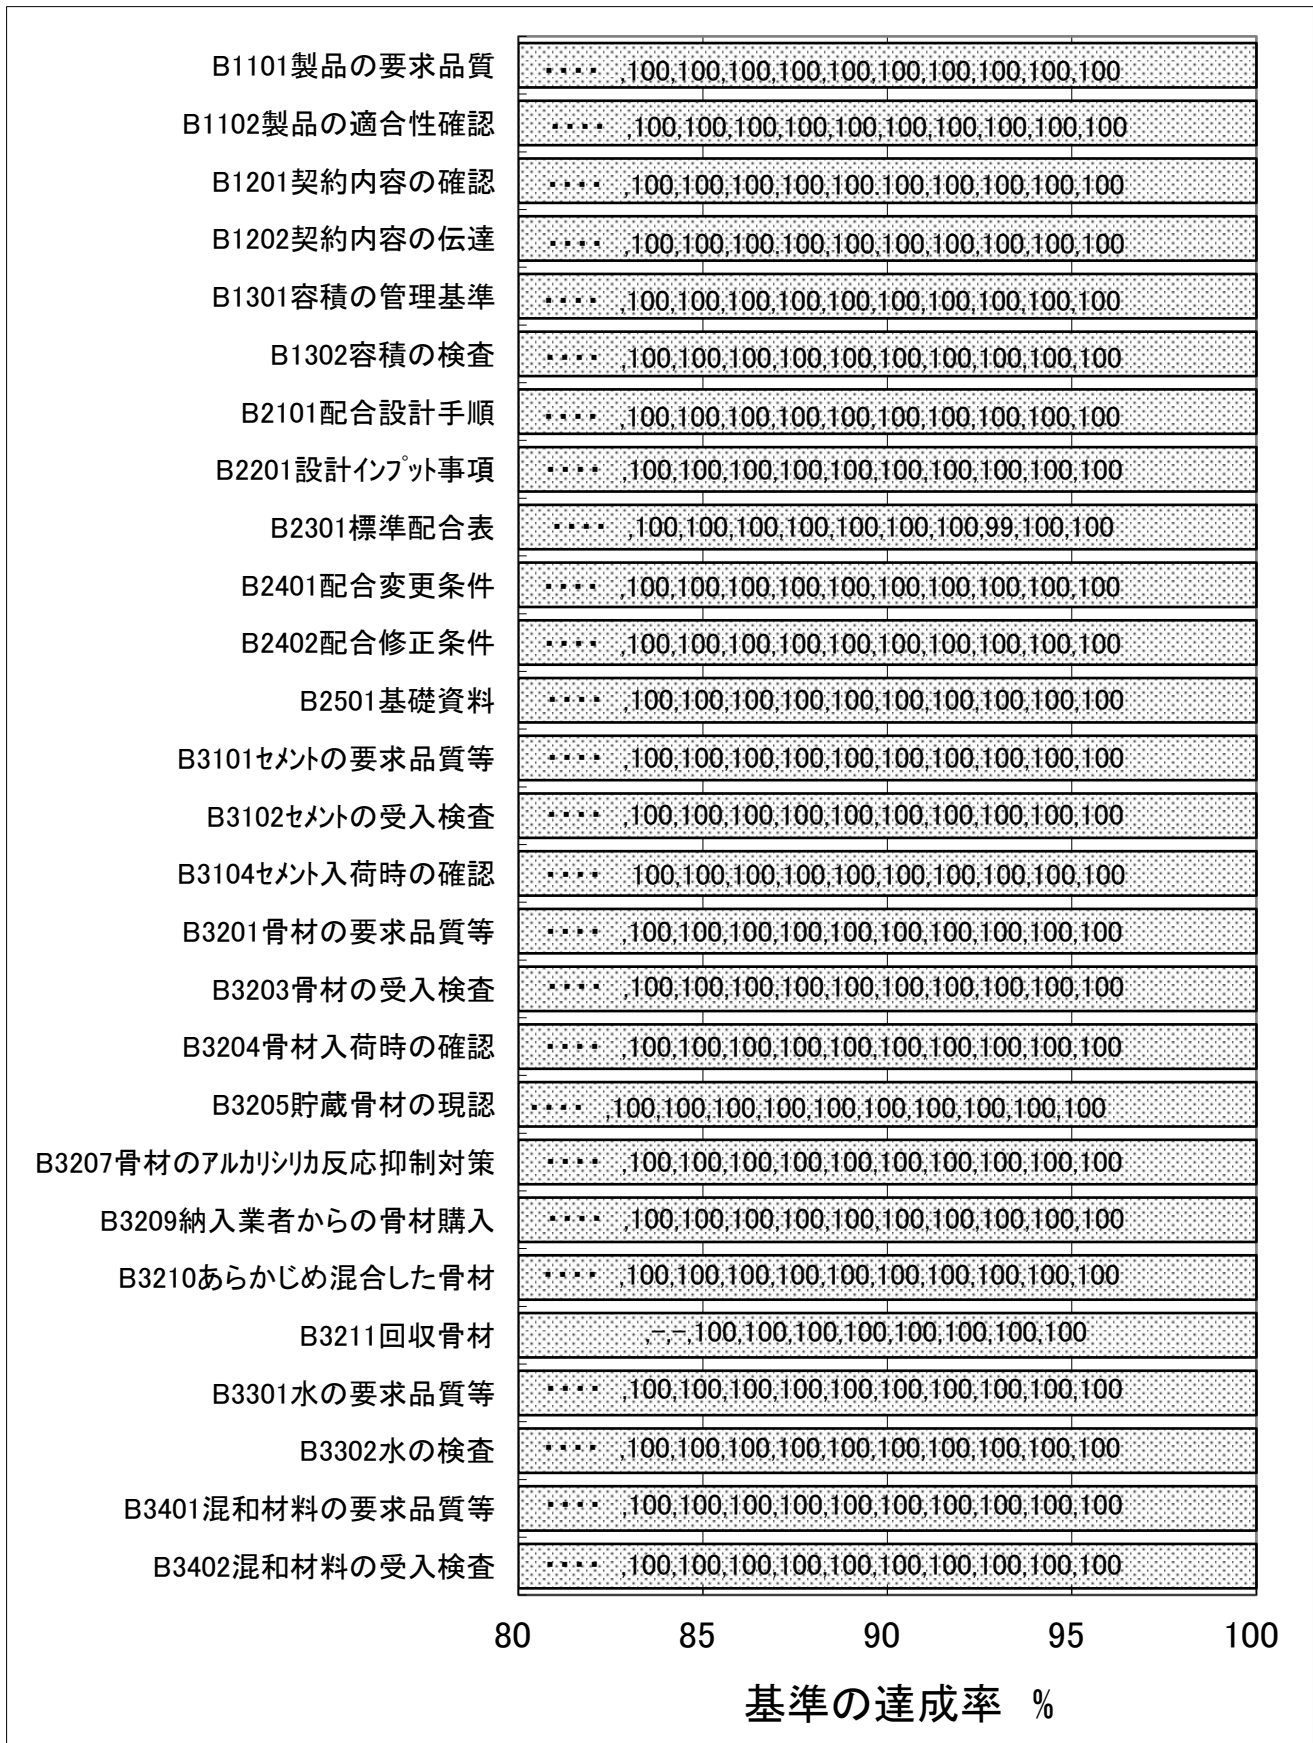 B1101製品の要求品質 ････ ,100,100,100,100,100,100,100,100,100,100
B1102製品の適合性確認 ････ ,100,100,100,100,100,100,100,100,100,100
B1201契約内容の確認 ････ ,100,100,100,100,100.100,100,100,100,100
B1202契約内容の伝達 ････ ,100,100,100.100,100,100,100,100,100,100
B1301容積の管理基準 ････ ,100,100,100,100,100,100,100,100,100,100
B1302容積の検査 ････ ,100,100,100,100,100,100,100,100,100,100
B2101配合設計手順 ････ ,100,100,100,100,100,100,100,100,100,100
B2201設計ｲﾝﾌﾟｯﾄ事項 ････ ,100,100,100,100,100,100,100,100,100,100
B2301標準配合表 ････ ,100,100,100,100,100,100,100,99,100,100
B2401配合変更条件 ････ ,100,100,100,100,100,100,100,100,100,100
B2402配合修正条件 ････ ,100,100,100,100,100,100,100,100,100,100
B2501基礎資料 ････ ,100,100,100,100,100,100,100,100,100,100
B3101ｾﾒﾝﾄの要求品質等 ････ ,100,100,100,100,100,100,100,100,100,100
B3102ｾﾒﾝﾄの受入検査 ････ ,100,100,100,100,100,100,100,100,100,100
B3104ｾﾒﾝﾄ入荷時の確認 ････ 100,100,100,100,100,100,100,100,100,100
B3201骨材の要求品質等 ････ ,100,100,100,100,100,100,100,100,100,100
B3203骨材の受入検査 ････ ,100,100,100,100,100,100,100,100,100,100
B3204骨材入荷時の確認 ････ ,100,100,100,100,100,100,100,100,100,100
B3205貯蔵骨材の現認 ････ ,100,100,100,100,100,100,100,100,100,100
B3207骨材のｱﾙｶﾘｼﾘｶ反応抑制対策 ････ ,100,100,100,100,100,100,100,100,100,100
B3209納入業者からの骨材購入 ････ ,100,100,100,100,100,100,100,100,100,100
B3210あらかじめ混合した骨材 ････ ,100,100,100,100,100,100,100,100,100,100
B3211回収骨材 ,-,-,100,100,100,100,100,100,100,100
B3301水の要求品質等 ････ ,100,100,100,100,100,100,100,100,100,100
B3302水の検査 ････ ,100,100,100,100,100,100,100,100,100,100
B3401混和材料の要求品質等 ････ ,100,100,100,100,100,100,100,100,100,100
B3402混和材料の受入検査 ････ ,100,100,100,100,100,100,100,100,100,100
80 85 90 95 100
基準の達成率 %